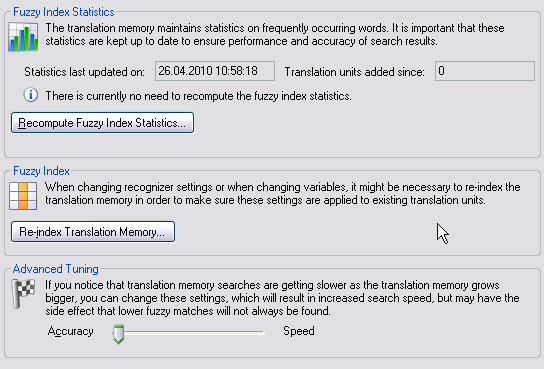 Fuzzy Index Statistics
The translation memory maintains statistics on frequently occurring words. It is important that these
statistics are kept up to date to ensure performance and accuracy of search results.
Statistics last updated on: 26.04.2010 10:58:18 Translation units added since: 0
There is currently no need to recompute the fuzzy index statistics.
Recompute Fuzzy Index Statistics...
Fuzzy Index
When changing recognizer settings or when changing variables, it might be necessary to re-index the
translation memory in order to make sure these settings are applied to existing translation units.
Re-index Translation Memory...
Advanced Tuning
If you notice that translation memory searches are getting slower as the translation memory grows
bigger, you can change these settings, which will result in increased search speed, but may have the
side effect that lower fuzzy matches will not always be found.
Accuracy Speed